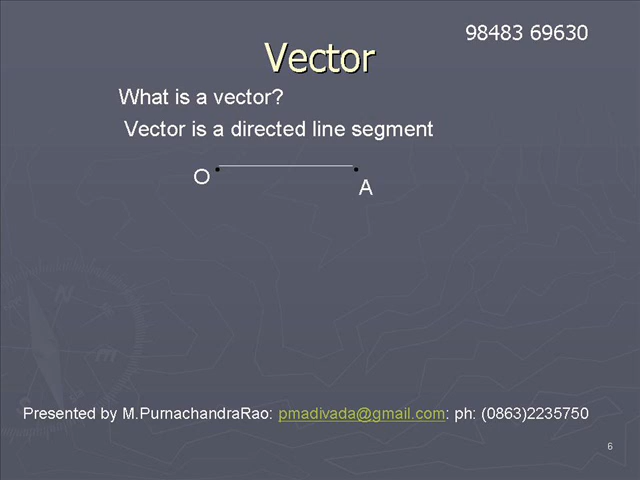 98483 69630
Vector
What is a vector?
Vector is a directed line segment
O
A
Presented by M.PurnachandraRao: pmadivada@gmail.com: ph: (0863)2235750
6
N
E